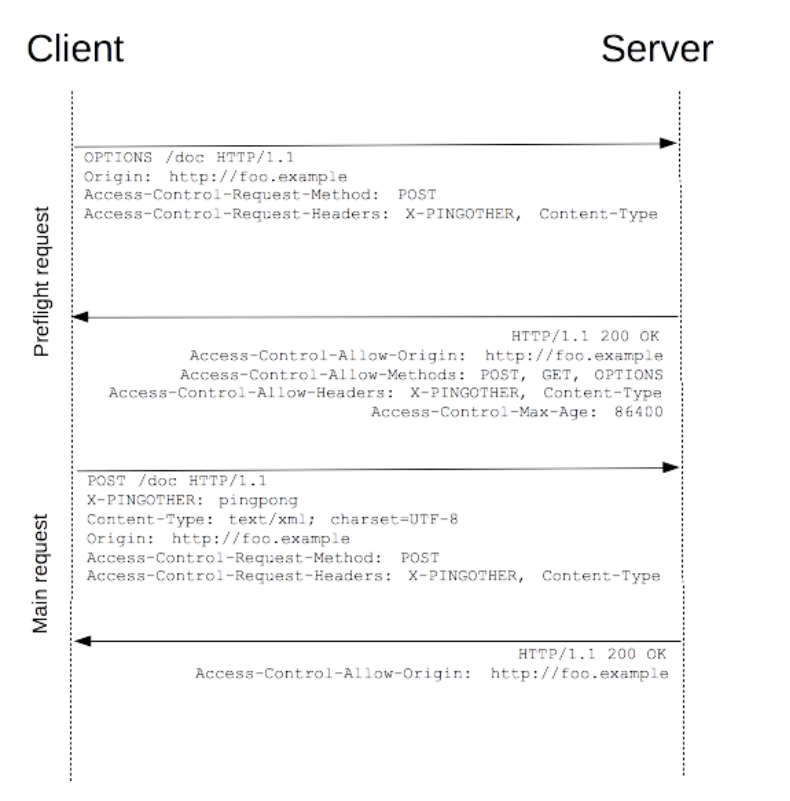 Client
Server
Preflight request
OPTIONS /doc HTTP/1.1
Origin: http://foo.example
Access-Control-Request-Method: POST
Access-Control-Request-Headers: X-PINGOTHER, Content-Type
HTTP/1.1 200 OK
Access-Control-Allow-Origin: http://foo.example
Access-Control-Allow-Methods: POST, GET, OPTIONS
Access-Control-Allow-Headers: X-PINGOTHER, Content-Type
Access-Control-Max-Age: 86400
Main request
POST /doc HTTP/1.1
X-PINGOTHER: pingpong
Content-Type: text/xml; charset=UTF-8
Origin: http://foo.example
Access-Control-Request-Method: POST
Access-Control-Request-Headers: X-PINGOTHER, Content-Type
HTTP/1.1 200 OK
Access-Control-Allow-Origin: http://foo.example